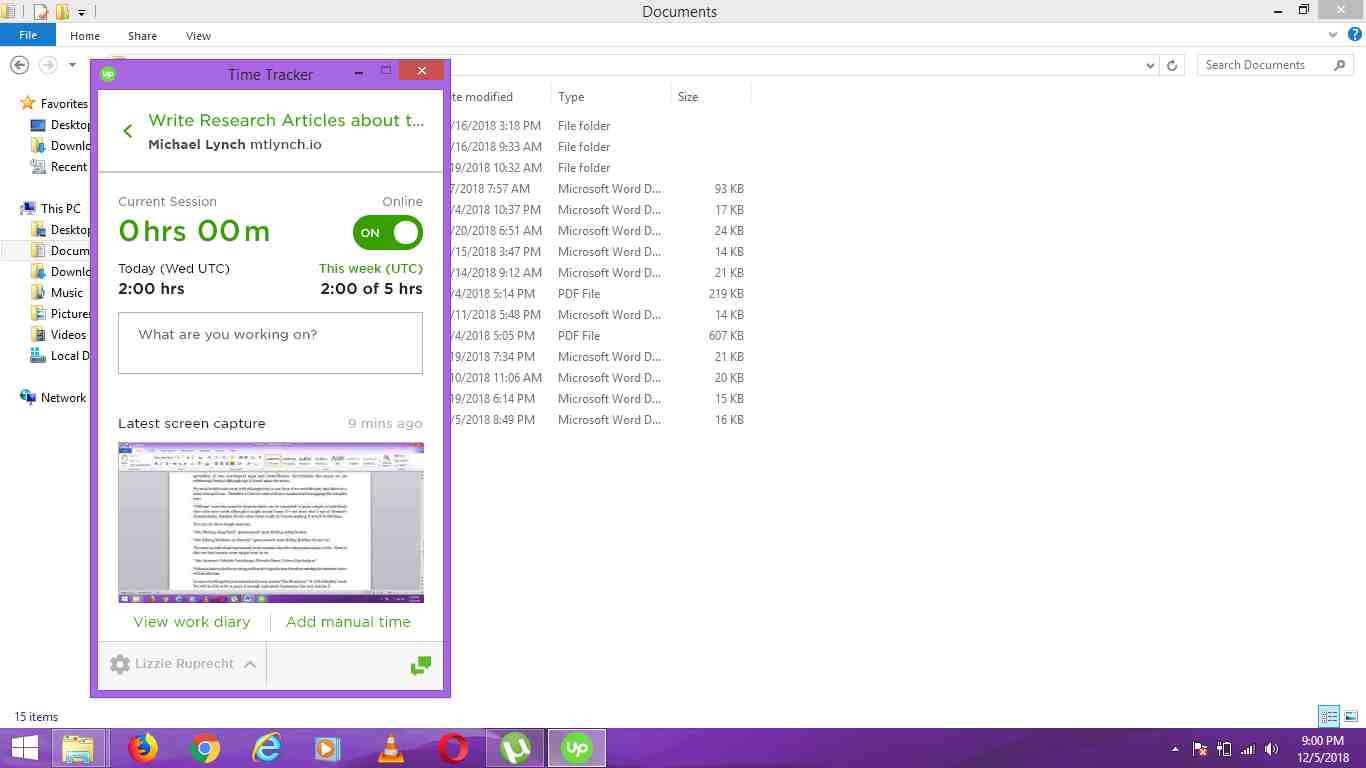 Documents
File Home Share View
Search Documents
Favorites
Deskto
Downlo
Recent
This PC
Deskto
Docum
Downlo
Music
Picture
Videos
Local D
Network
te modified Type Size
/16/2018 3:18 PM File folder
/16/2018 9:33 AM File folder
19/2018 10:32 AM File folder
7/2018 7:57 AM Microsoft Word D... 93 KB
/4/2018 10:37 PM Microsoft Word D... 17 KB
/20/2018 6:51 AM Microsoft Word D... 24 KB
/15/2018 3:47 PM Microsoft Word D... 14 KB
/14/2018 9:12 AM Microsoft Word D... 21 KB
/4/2018 5:14 PM PDF File 219 KB
/11/2018 5:48 PM Microsoft Word D... 14 KB
/4/2018 5:05 PM PDF File 607 KB
19/2018 7:34 PM Microsoft Word D... 21 KB
10/2018 11:06 AM Microsoft Word D... 20 KB
19/2018 6:14 PM Microsoft Word D... 15 KB
/5/2018 8:49 PM Microsoft Word D... 16 KB
up Time Tracker
Write Research Articles about t...
Michael Lynch mtlynch.io
Current Session Online
0 hrs 00 m ON
Today (Wed UTC) This week (UTC)
2:00 hrs 2:00 of 5 hrs
What are you working on?
Latest screen capture 9 mins ago
View work diary Add manual time
Lizzie Ruprecht
15 items
up
9:00 PM
12/5/2018